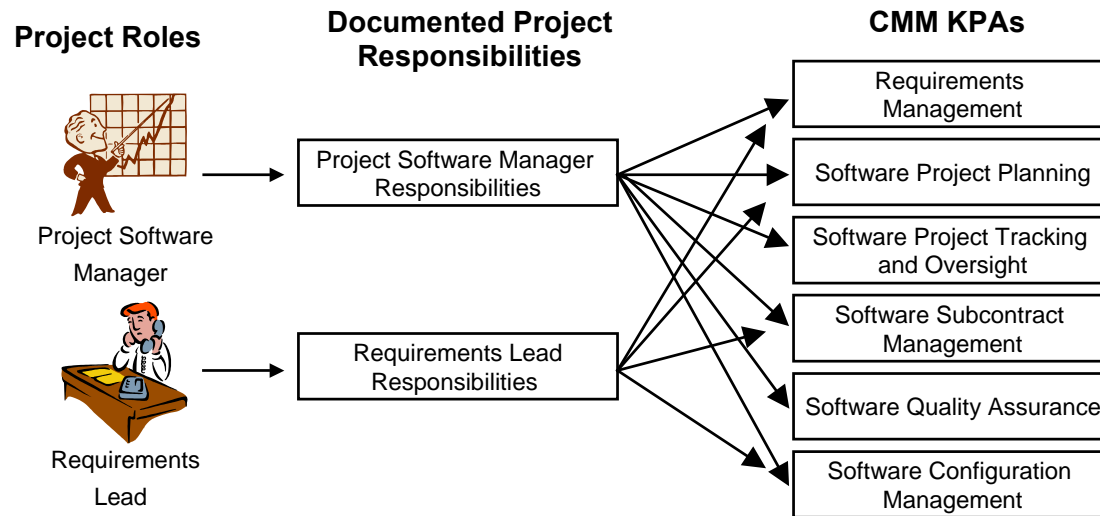 Project Roles
Documented Project
Responsibilities
CMM KPAs
Project Software
Manager
Requirements
Lead
Project Software Manager
Responsibilities
Requirements Lead
Responsibilities
Requirements
Management
Software Project Planning
Software Project Tracking
and Oversight
Software Subcontract
Management
Software Quality Assurance
Software Configuration
Management